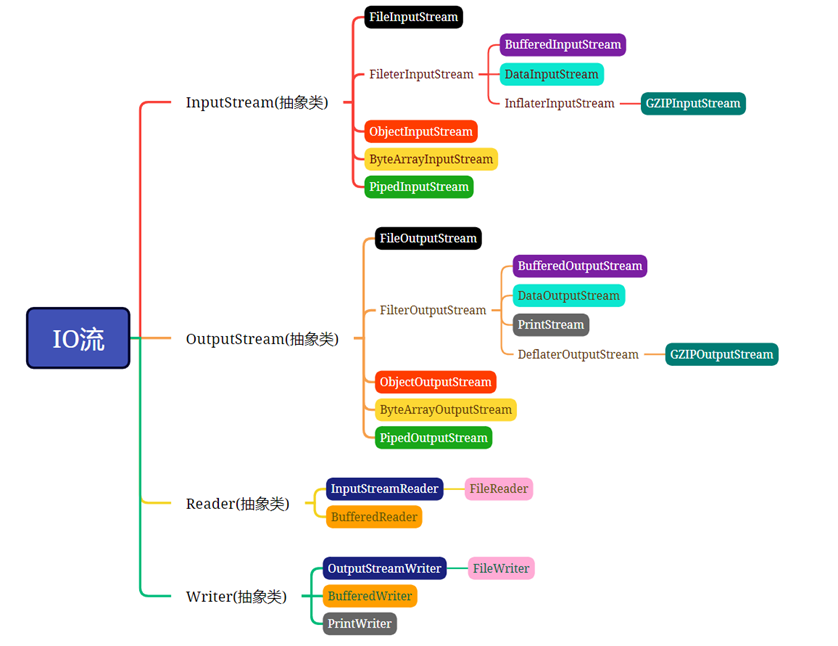 IO流
InputStream(抽象类)
FileInputStream
FileterInputStream
BufferedInputStream
DataInputStream
InflaterInputStream
GZIPInputStream
ObjectInputStream
ByteArrayInputStream
PipedInputStream
OutputStream(抽象类)
FileOutputStream
FilterOutputStream
BufferedOutputStream
DataOutputStream
PrintStream
DeflaterOutputStream
GZIPOutputStream
ObjectOutputStream
ByteArrayOutputStream
PipedOutputStream
Reader(抽象类)
InputStreamReader
FileReader
BufferedReader
Writer(抽象类)
OutputStreamWriter
FileWriter
BufferedWriter
PrintWriter